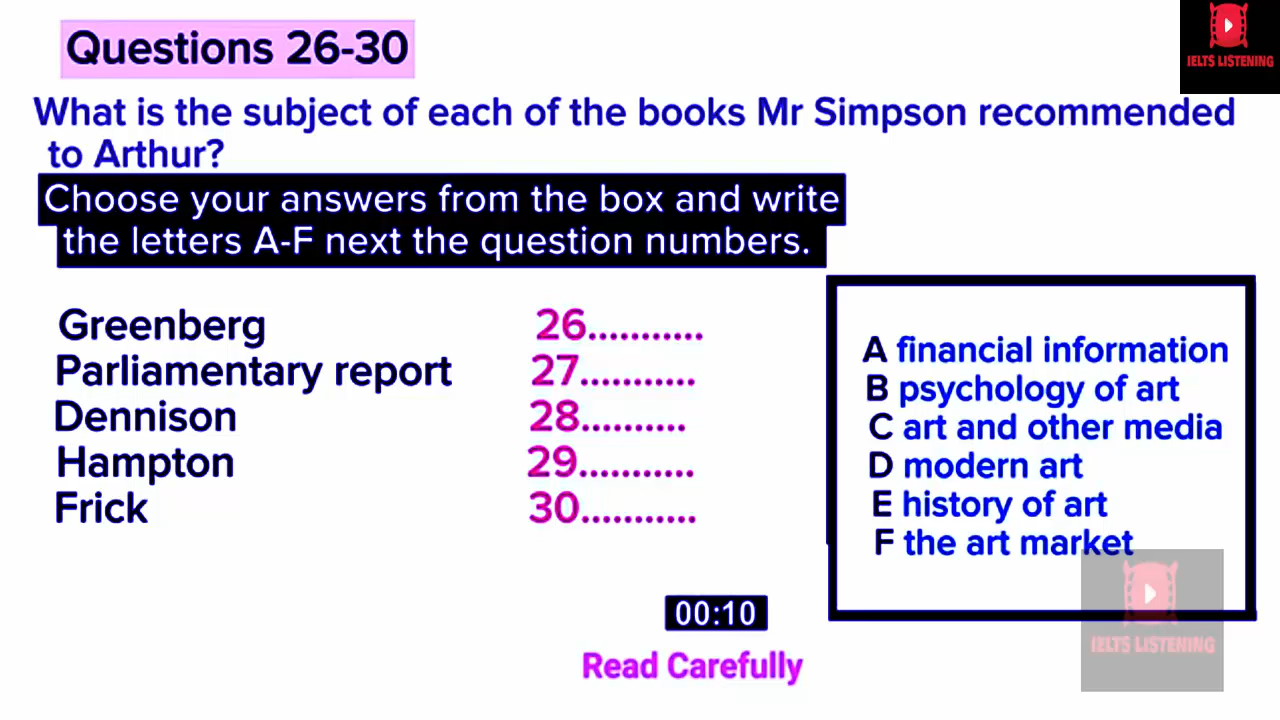 Questions 26-30
IELTS LISTENING
What is the subject of each of the books Mr Simpson recommended
to Arthur?
Choose your answers from the box and write
the letters A-F next the question numbers.
Greenberg 26...........
Parliamentary report 27...........
Dennison 28..........
Hampton 29...........
Frick 30...........
A financial information
B psychology of art
C art and other media
D modern art
E history of art
F the art market
00:10
Read Carefully
IELTS LISTENING